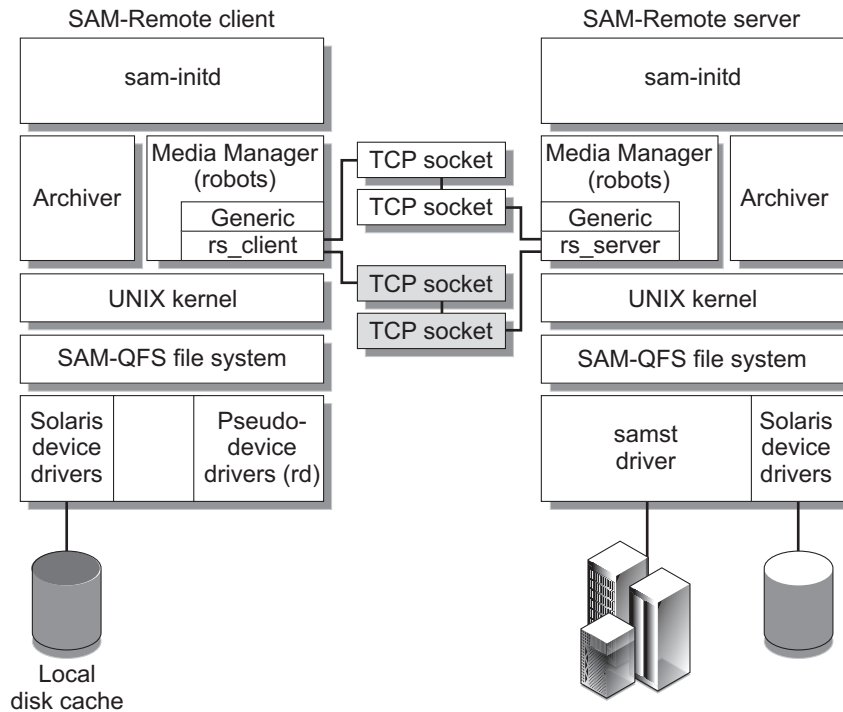 SAM-Remote client
sam-initd
Archiver
Media Manager
(robots)
Generic
rs_client
UNIX kernel
SAM-QFS file system
Solaris
device
drivers
Pseudo-
device
drivers (rd)
Local
disk cache
TCP socket
TCP socket
TCP socket
TCP socket
SAM-Remote server
sam-initd
Media Manager
(robots)
Generic
rs_server
Archiver
UNIX kernel
SAM-QFS file system
samst
driver
Solaris
device
drivers